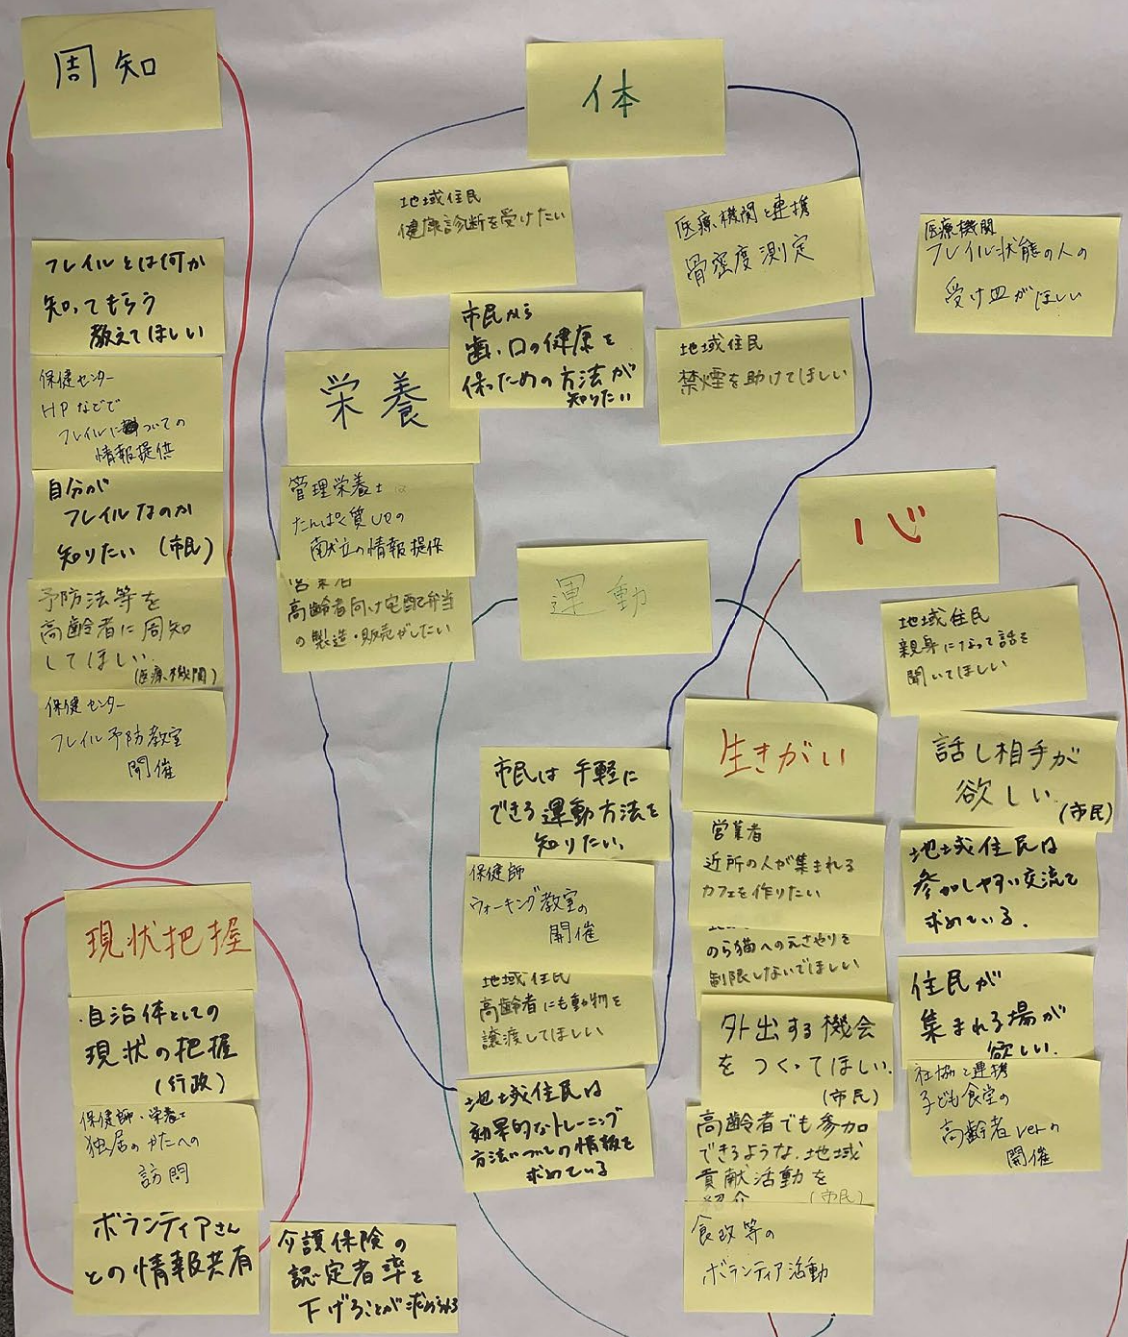 周知
フレイルとは何か
知ってもらう
教えてほしい
保健センター
HPなどで
フレイルについての
情報提供
自分が
フレイルなのか
知りたい (市民)
予防法等を
高齢者に周知
してほしい
(医療機関)
保健センター
フレイル予防教室
開催
現状把握
・自治体としての
現状の把握
(行政)
保健師・栄養士
独居のかたへの
訪問
ボランティアさん
との情報共有
介護保険の
認定者率を
下げることが求められる
体
地域住民
健康診断を受けたい
医療機関と連携
骨密度測定
医療機関
フレイル状態の人の
受け皿がほしい
市民から
歯、口の健康を
保つための方法が
知りたい
地域住民
禁煙を助けてほしい
栄養
管理栄養士
たんぱく質UPの
献立の情報提供
営業者
高齢者向け宅配弁当
の製造・販売がしたい
運動
市民は手軽に
できる運動方法を
知りたい。
保健師
ウォーキング教室の
開催
地域住民
高齢者にも動物を
譲渡してほしい
地域住民は
効果的なトレーニング
方法についての情報を
求めている
心
地域住民
親身になって話を
聞いてほしい
話し相手が
欲しい。
(市民)
地域住民は
参加しやすい交流を
求めている。
住民が
集まれる場が
欲しい。
社協と連携
子ども食堂の
高齢者verの
開催
生きがい
営業者
近所の人が集まれる
カフェを作りたい
のら猫へのえさやりを
制限しないでほしい
外出する機会
をつくってほしい。
(市民)
高齢者でも参加
できるような、地域
貢献活動を
紹介 (市民)
食改等の
ボランティア活動